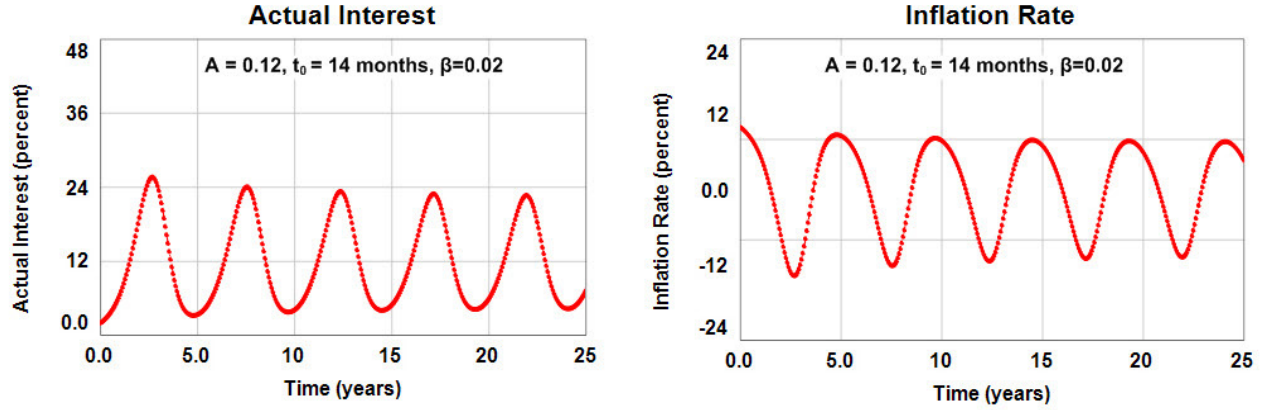 Actual Interest
A = 0.12, t₀ = 14 months, β=0.02
Actual Interest (percent)
48
36
24
12
0.0
0.0 5.0 10 15 20 25
Time (years)
Inflation Rate
A = 0.12, t₀ = 14 months, β=0.02
Inflation Rate (percent)
24
12
0.0
-12
-24
0.0 5.0 10 15 20 25
Time (years)